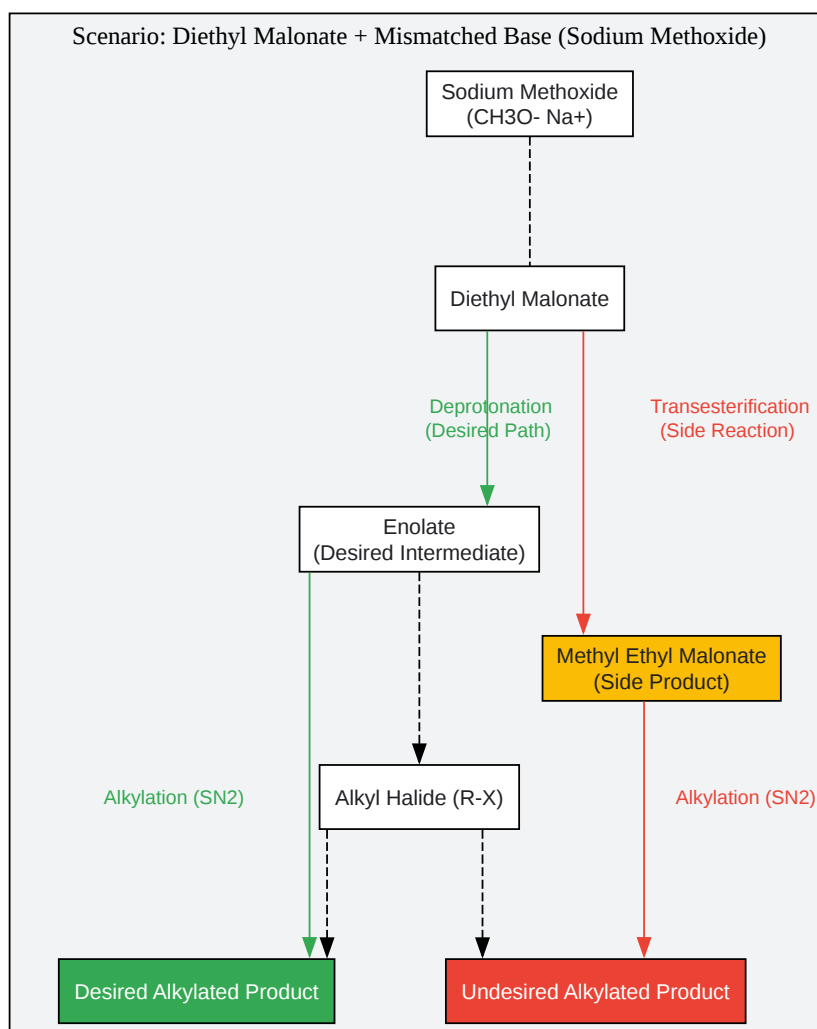 Scenario: Diethyl Malonate + Mismatched Base (Sodium Methoxide)
Sodium Methoxide
(CH3O- Na+)
Diethyl Malonate
Deprotonation
(Desired Path)
Transesterification
(Side Reaction)
Enolate
(Desired Intermediate)
Methyl Ethyl Malonate
(Side Product)
Alkylation (SN2)
Alkyl Halide (R-X)
Alkylation (SN2)
Desired Alkylated Product
Undesired Alkylated Product